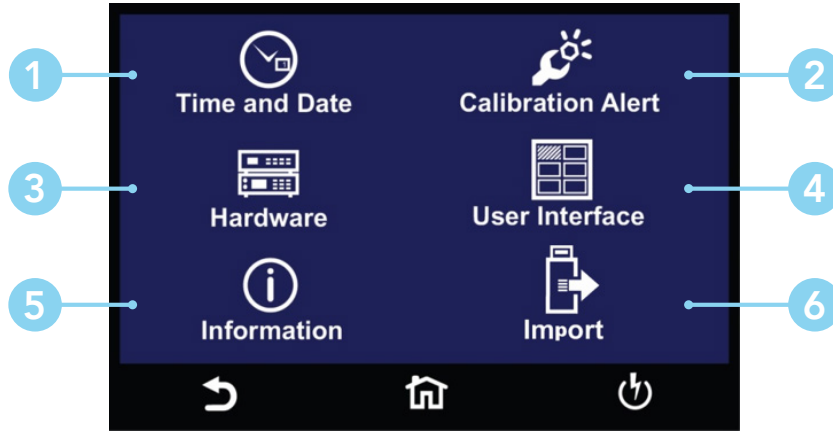 1
Time and Date
2
Calibration Alert
3
Hardware
4
User Interface
5
Information
6
Import